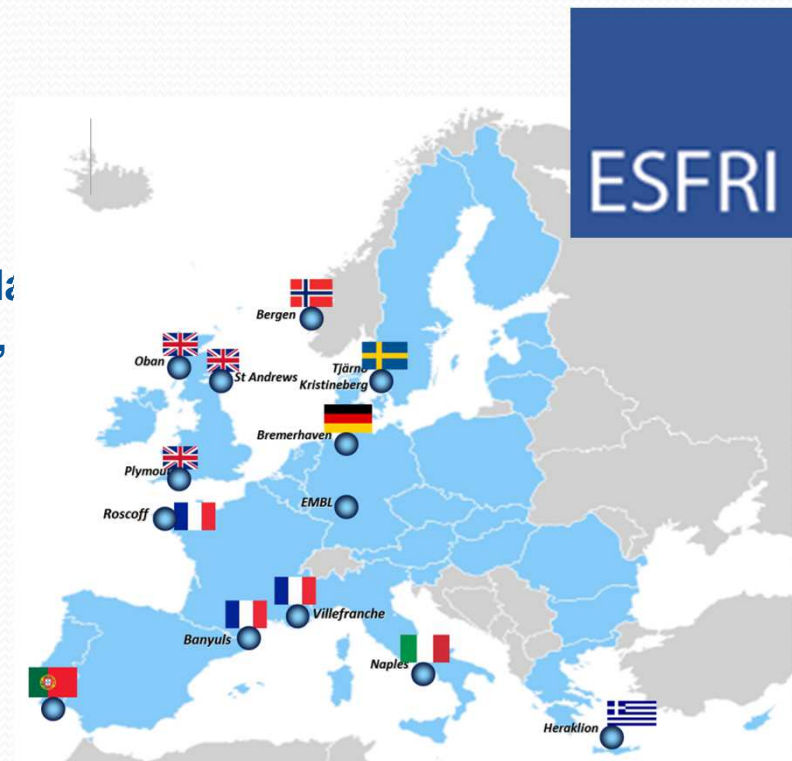 ESFRI
Bergen
Oban
St Andrews
Tjärnö
Kristineberg
Bremerhaven
EMBL
Roscoff
Villefranche
Banyuls
Naples
Heraklion